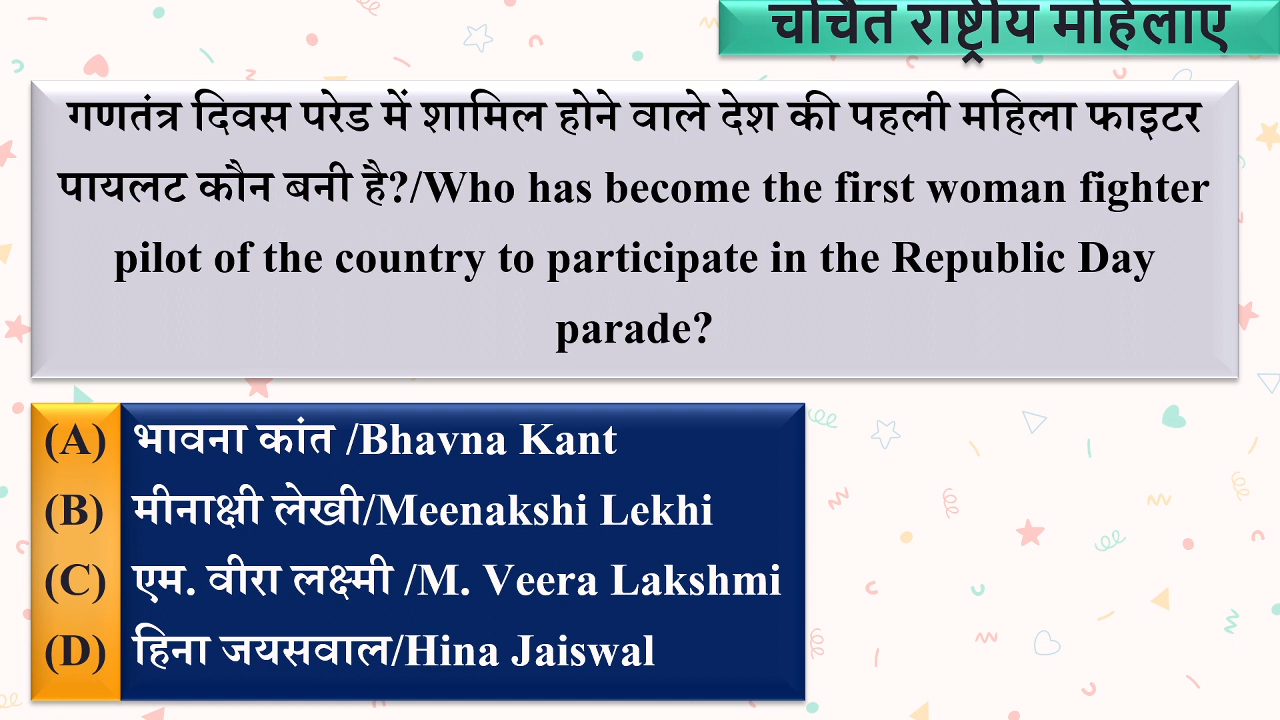 चर्चित राष्ट्रीय महिलाए
गणतंत्र दिवस परेड में शामिल होने वाले देश की पहली महिला फाइटर
पायलट कौन बनी है?/Who has become the first woman fighter
pilot of the country to participate in the Republic Day
parade?
(A) भावना कांत /Bhavna Kant
(B) मीनाक्षी लेखी/Meenakshi Lekhi
(C) एम. वीरा लक्ष्मी /M. Veera Lakshmi
(D) हिना जयसवाल/Hina Jaiswal